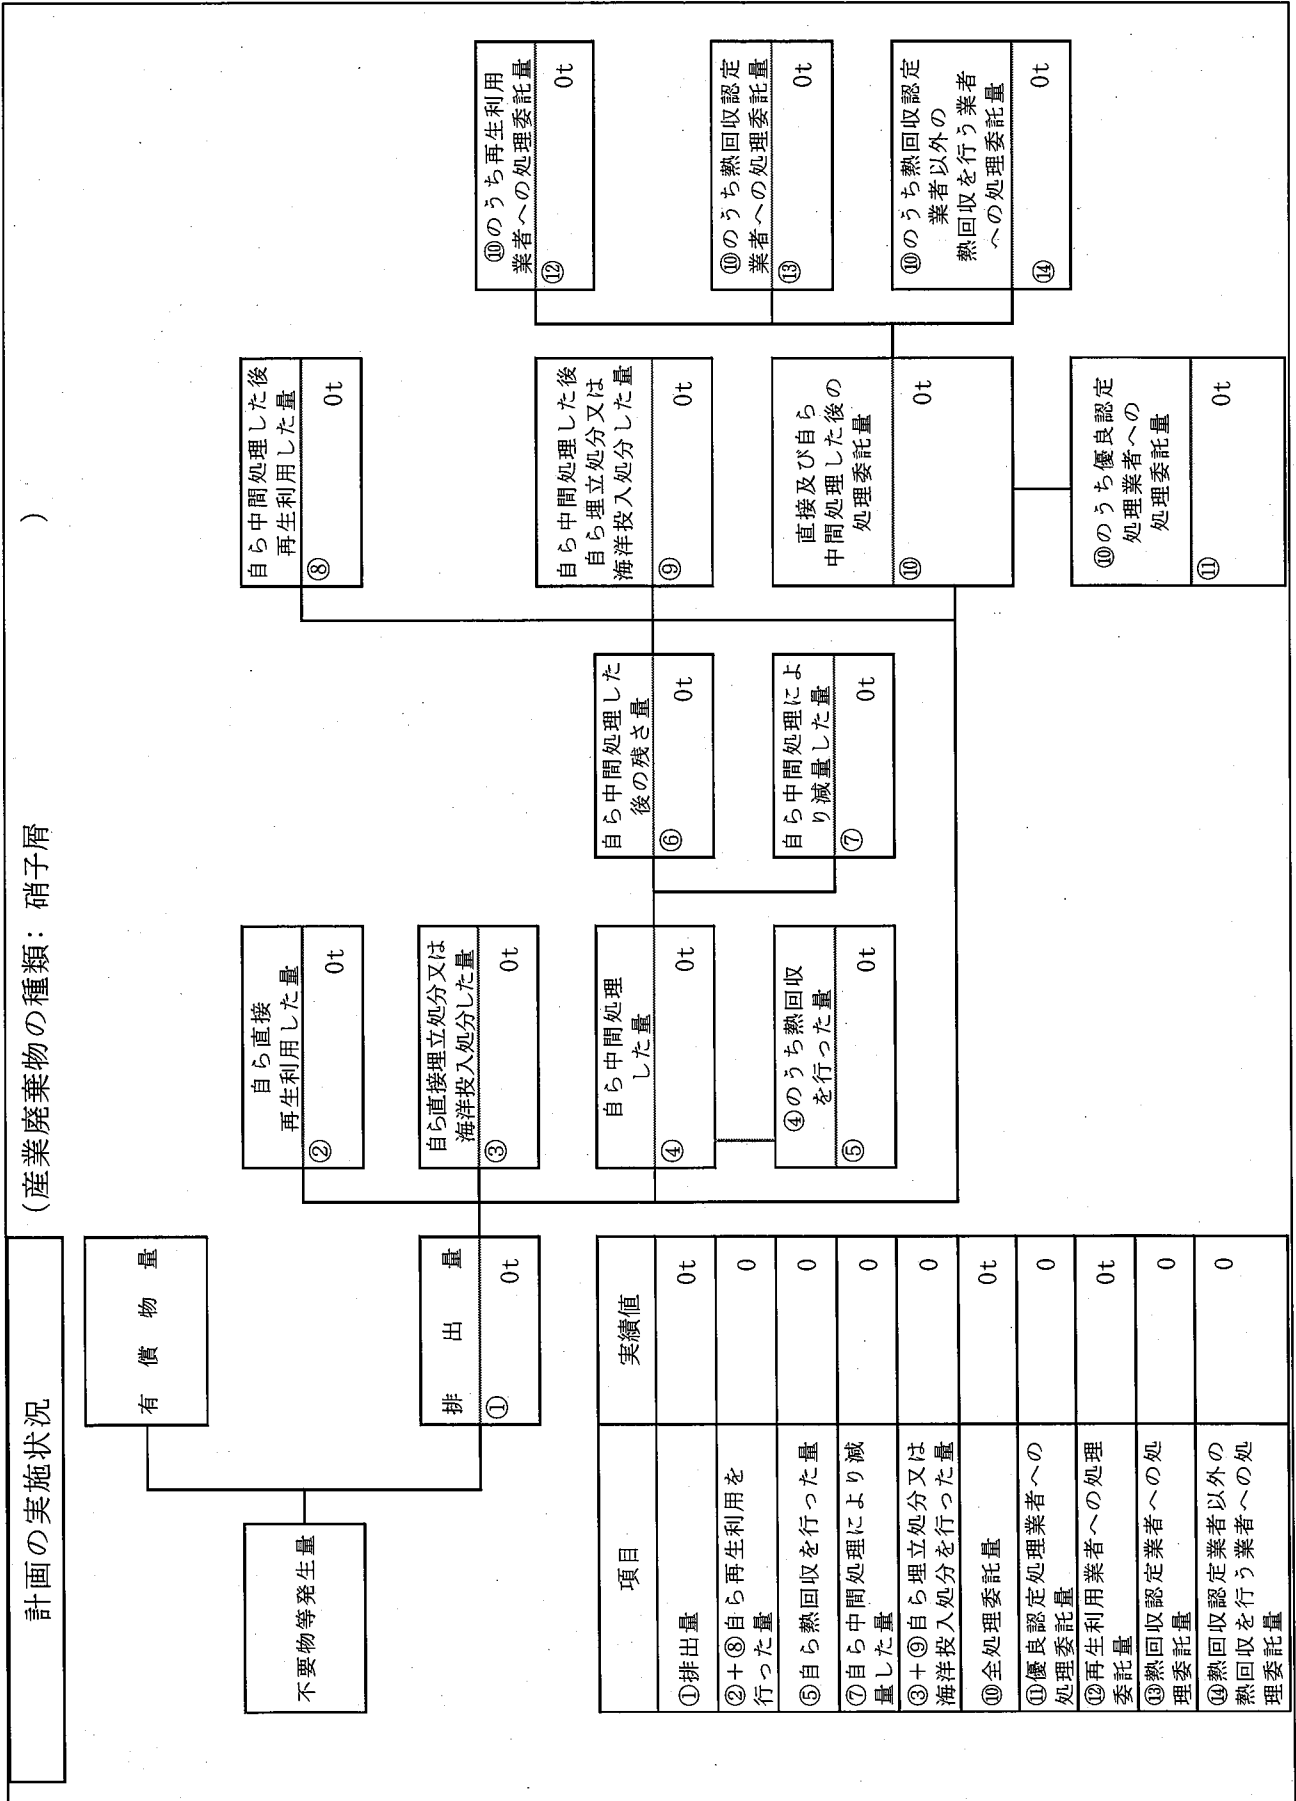 計画の実施状況
(産業廃棄物の種類：硝子屑
)
不要物等発生量
有償物量
排出量
① 0t
自ら直接
再生利用した量
② 0t
自ら直接埋立処分又は
海洋投入処分した量
③ 0t
自ら中間処理
した量
④ 0t
④のうち熱回収
を行った量
⑤ 0t
自ら中間処理した
後の残さ量
⑥ 0t
自ら中間処理によ
り減量した量
⑦ 0t
自ら中間処理した後
再生利用した量
⑧ 0t
自ら中間処理した後
自ら埋立処分又は
海洋投入処分した量
⑨ 0t
直接及び自ら
中間処理した後の
処理委託量
⑩ 0t
⑩のうち優良認定
処理業者への
処理委託量
⑪ 0t
⑩のうち再生利用
業者への処理委託量
⑫ 0t
⑩のうち熱回収認定
業者への処理委託量
⑬ 0t
⑩のうち熱回収認定
業者以外の
熱回収を行う業者
への処理委託量
⑭ 0t
項目 実績値
①排出量 0t
②+⑧自ら再生利用を
行った量 0
⑤自ら熱回収を行った量 0
⑦自ら中間処理により減
量した量 0
③+⑨自ら埋立処分又は
海洋投入処分を行った量 0
⑩全処理委託量 0t
⑪優良認定処理業者への
処理委託量 0
⑫再生利用業者への処理
委託量 0t
⑬熱回収認定業者への処
理委託量 0
⑭熱回収認定業者以外の
熱回収を行う業者への処
理委託量 0